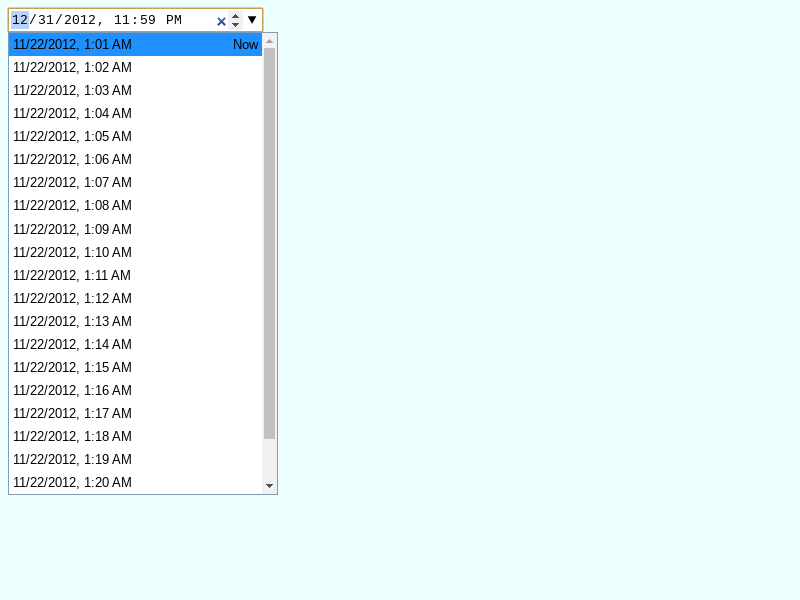 12/31/2012, 11:59 PM
11/22/2012, 1:01 AM Now
11/22/2012, 1:02 AM
11/22/2012, 1:03 AM
11/22/2012, 1:04 AM
11/22/2012, 1:05 AM
11/22/2012, 1:06 AM
11/22/2012, 1:07 AM
11/22/2012, 1:08 AM
11/22/2012, 1:09 AM
11/22/2012, 1:10 AM
11/22/2012, 1:11 AM
11/22/2012, 1:12 AM
11/22/2012, 1:13 AM
11/22/2012, 1:14 AM
11/22/2012, 1:15 AM
11/22/2012, 1:16 AM
11/22/2012, 1:17 AM
11/22/2012, 1:18 AM
11/22/2012, 1:19 AM
11/22/2012, 1:20 AM